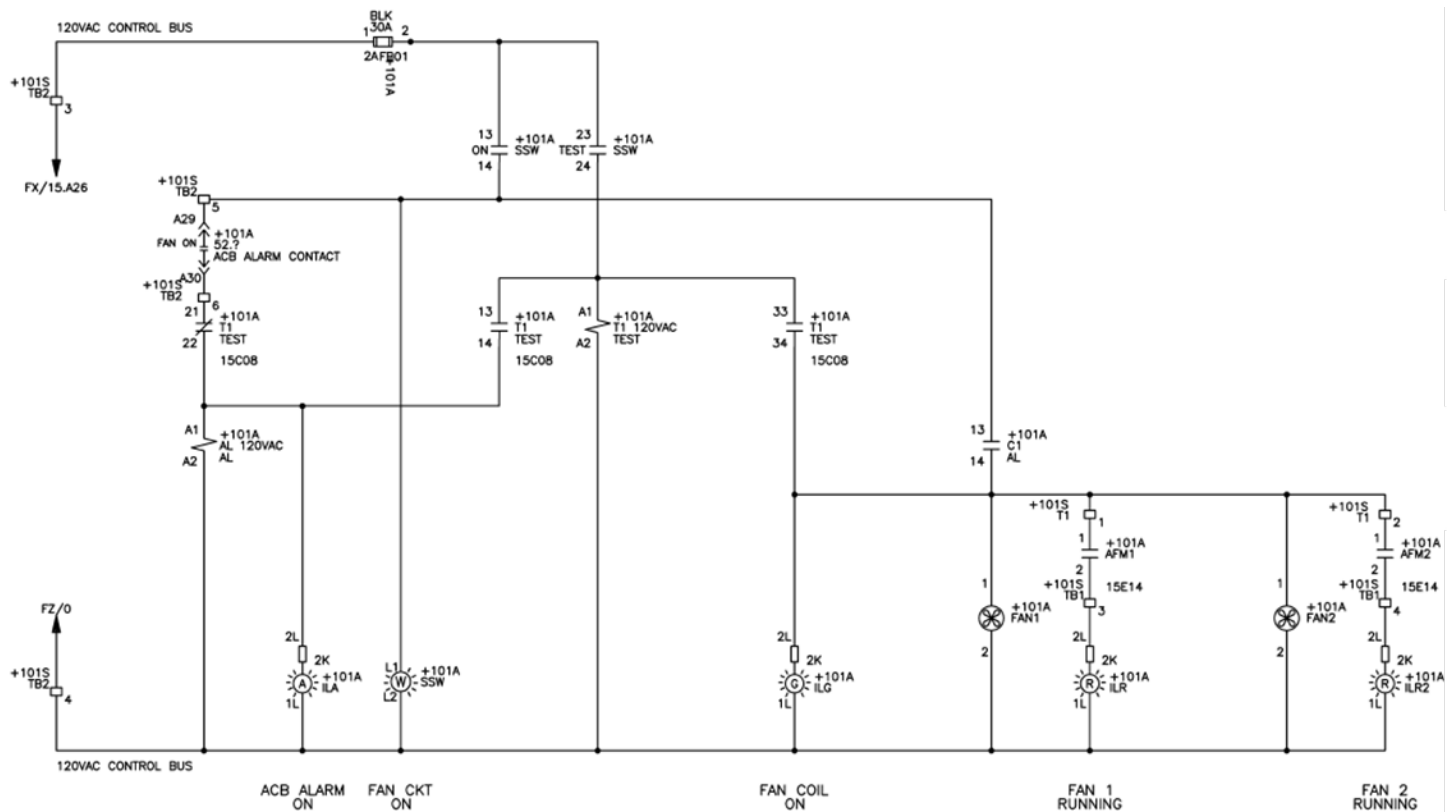 120VAC CONTROL BUS
BLK
30A
1
2
2AFB01
+101A
+101S
TB2
3
FX/15.A26
13
ON
14
+101A
SSW
23
TEST
24
+101A
SSW
+101S
TB2
5
A29
FAN ON
+101A
52.?
ACB ALARM CONTACT
A30
+101S
TB2
6
21
22
+101A
T1
TEST
15C08
13
14
+101A
T1
TEST
15C08
A1
A2
+101A
T1 120VAC
TEST
33
34
+101A
T1
TEST
15C08
A1
A2
+101A
AL 120VAC
AL
13
14
+101A
C1
AL
+101S
T1
1
1
2
+101A
AFM1
15E14
+101S
TB1
3
+101S
T1
2
1
2
+101A
AFM2
15E14
+101S
TB1
4
FZ/0
+101S
TB2
4
2L
2K
A
+101A
ILA
1L
L1
W
L2
+101A
SSW
2L
2K
G
+101A
ILG
1L
1
+101A
FAN1
2
2L
2K
R
+101A
ILR
1L
1
+101A
FAN2
2
2L
2K
R
+101A
ILR2
1L
120VAC CONTROL BUS
ACB ALARM
ON
FAN CKT
ON
FAN COIL
ON
FAN 1
RUNNING
FAN 2
RUNNING